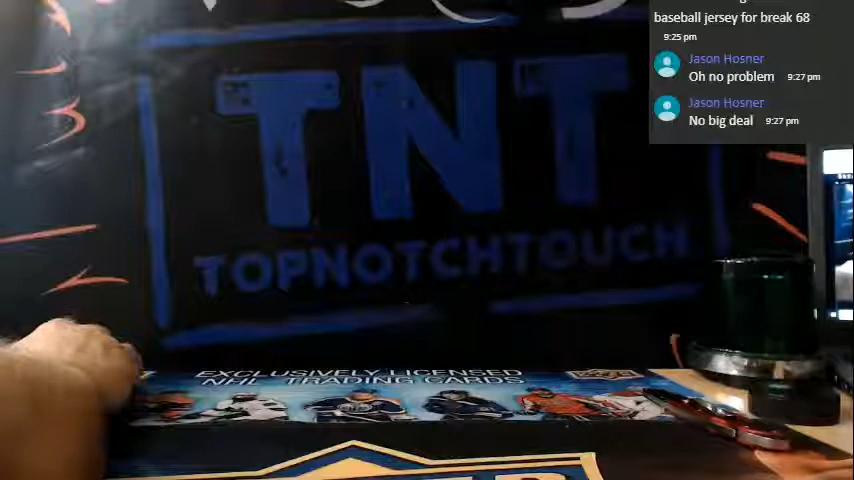 baseball jersey for break 68
9:25 pm
Jason Hosner
Oh no problem 9:27 pm
Jason Hosner
No big deal 9:27 pm
TNT
TOPNOTCHTOUCH
EXCLUSIVELY LICENSED
NHL TRADING CARDS